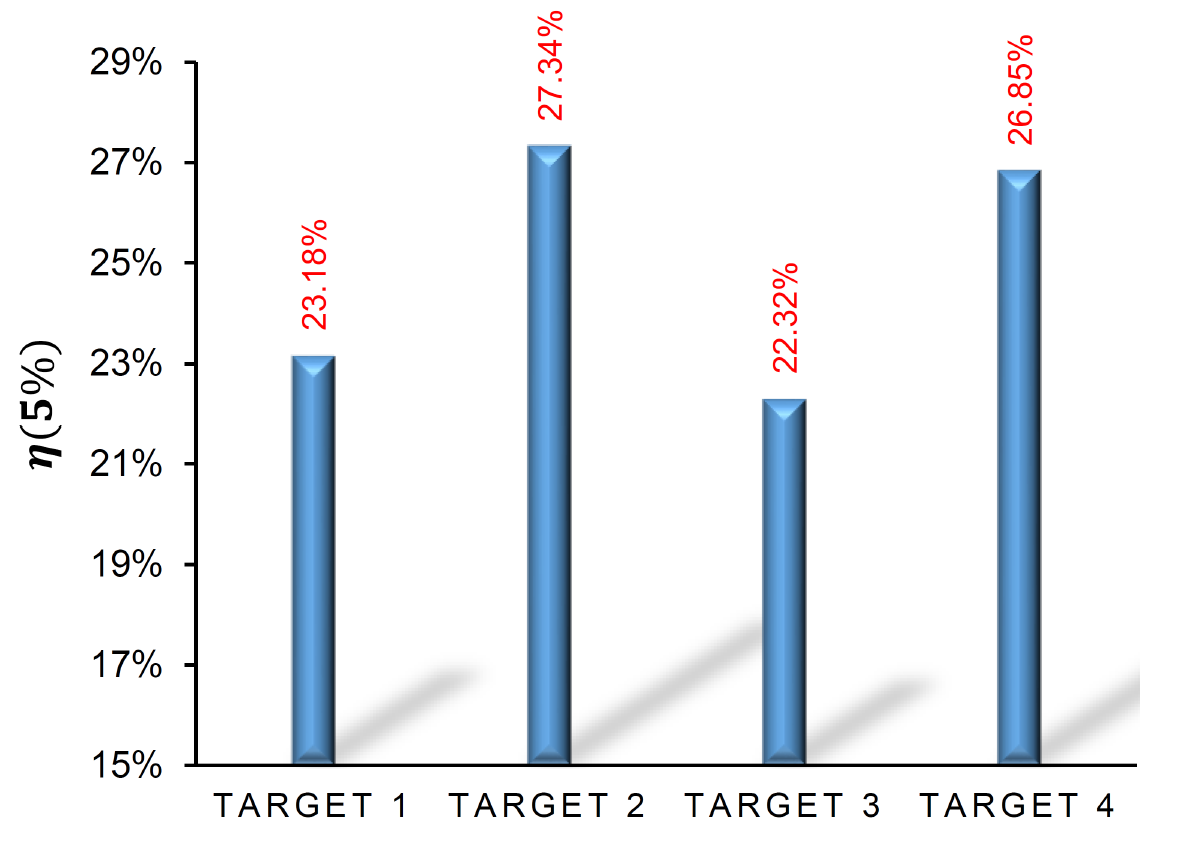 η(5%)
29%
27%
25%
23%
21%
19%
17%
15%
23.18%
27.34%
22.32%
26.85%
TARGET 1
TARGET 2
TARGET 3
TARGET 4